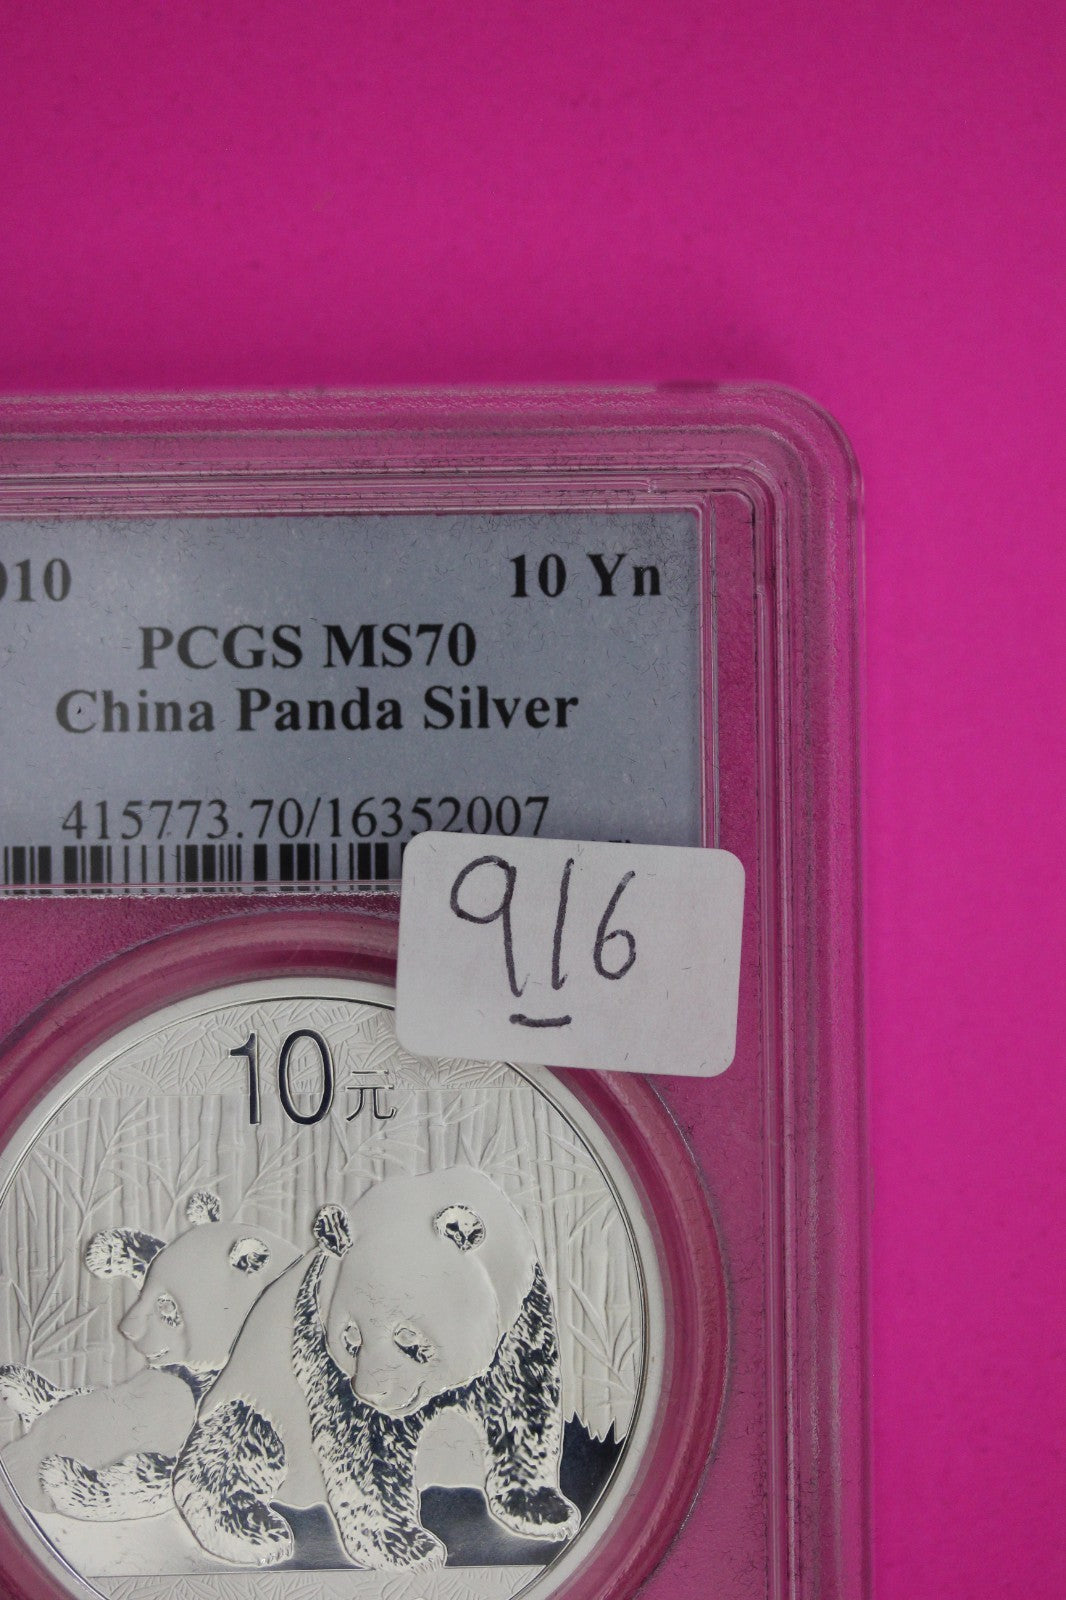 010 10 Yn
PCGS MS70
China Panda Silver
415773.70/16352007
916
10元